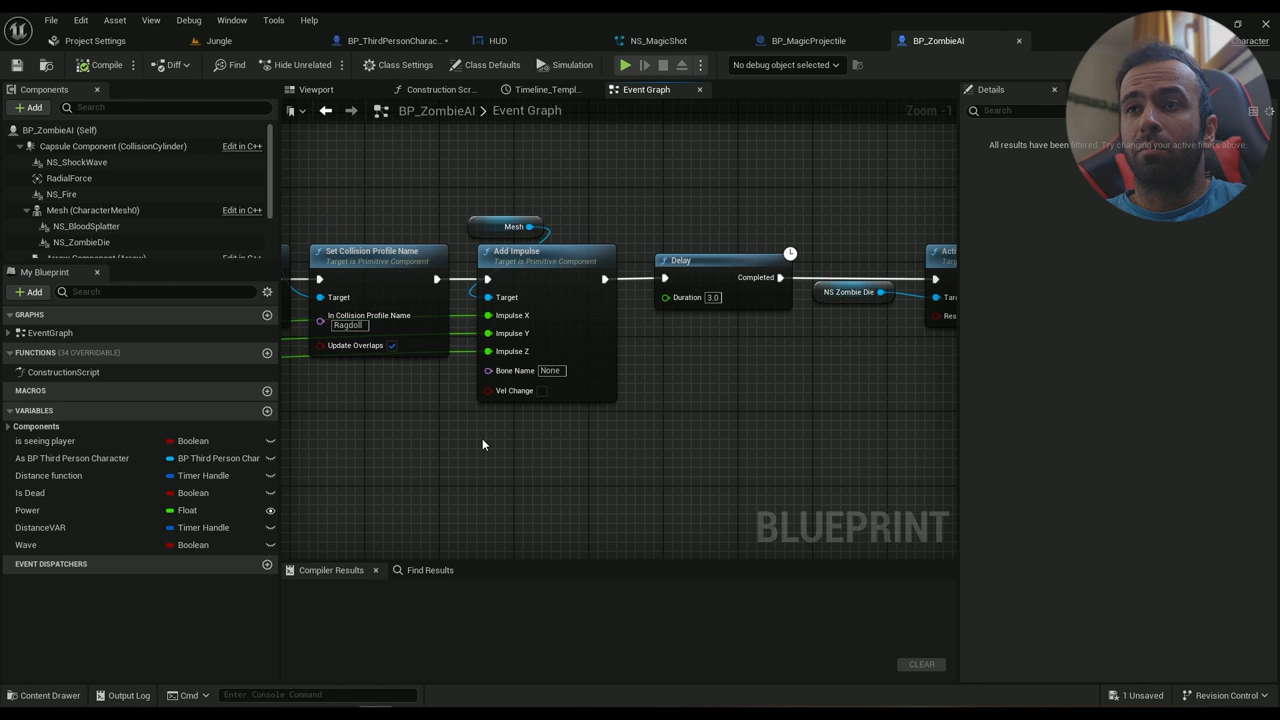 File Edit Asset View Debug Window Tools Help
Project Settings Jungle BP_ThirdPersonCharac...• HUD NS_MagicShot BP_MagicProjectile BP_ZombieAI
Character
Compile Diff Find Hide Unrelated Class Settings Class Defaults Simulation No debug object selected
Components
Add Search
BP_ZombieAI (Self)
Capsule Component (CollisionCylinder) Edit in C++
NS_ShockWave
RadialForce
NS_Fire
Mesh (CharacterMesh0) Edit in C++
NS_BloodSplatter
NS_ZombieDie
Arrow Component (Arrow) Edit in C++
My Blueprint
Add Search
GRAPHS
EventGraph
FUNCTIONS (34 OVERRIDABLE)
ConstructionScript
MACROS
VARIABLES
Components
is seeing player Boolean
As BP Third Person Character BP Third Person Char
Distance function Timer Handle
Is Dead Boolean
Power Float
DistanceVAR Timer Handle
Wave Boolean
EVENT DISPATCHERS
Viewport Construction Scr... Timeline_Templ... Event Graph
BP_ZombieAI > Event Graph
Zoom -1
Mesh
Set Collision Profile Name
Target is Primitive Component
Target
In Collision Profile Name
Ragdoll
Update Overlaps
Add Impulse
Target is Primitive Component
Target
Impulse X
Impulse Y
Impulse Z
Bone Name None
Vel Change
Delay
Completed
Duration 3.0
NS Zombie Die
Acti
Targ
Tar
Res
BLUEPRINT
Compiler Results Find Results
CLEAR
Details
Search
All results have been filtered. Try changing your active filters above.
Content Drawer Output Log Cmd Enter Console Command 1 Unsaved Revision Control